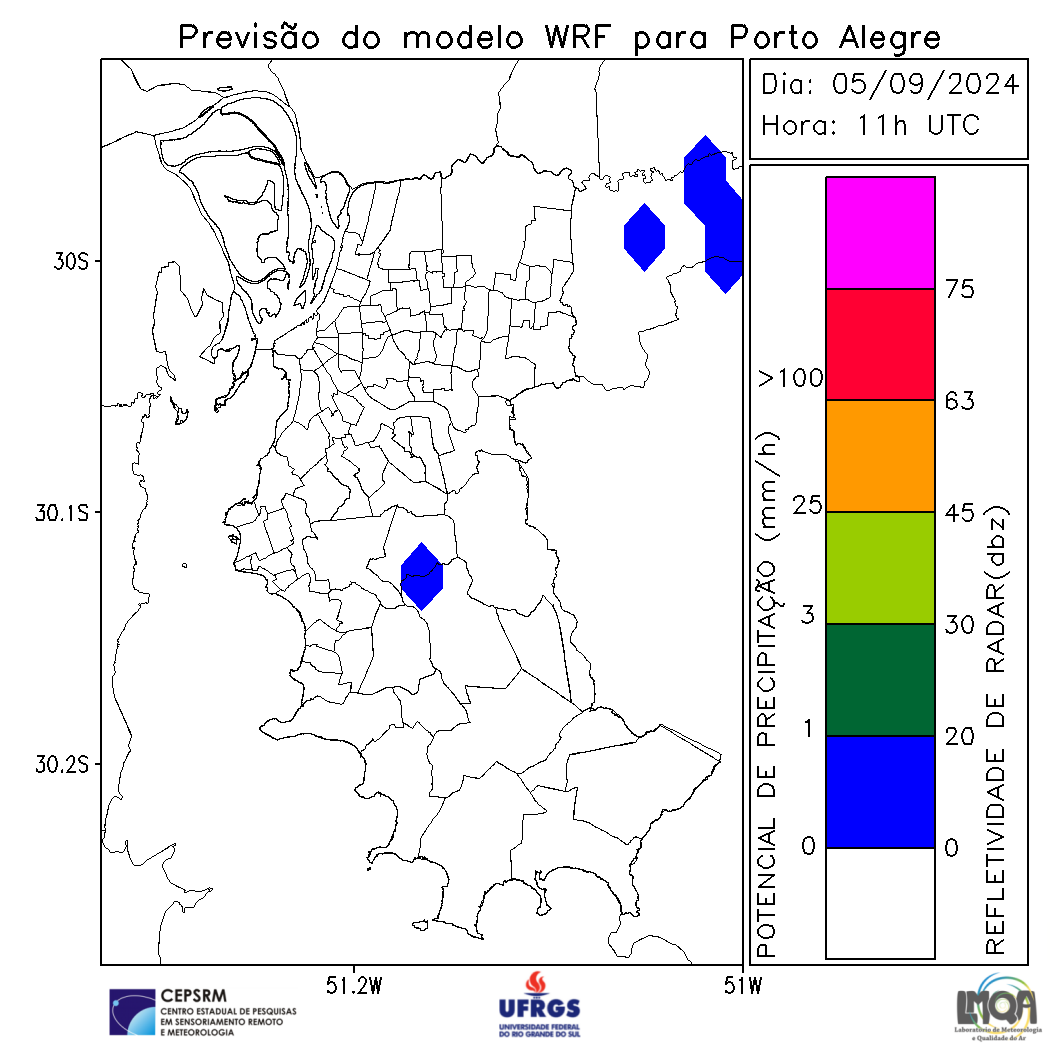 Previsão do modelo WRF para Porto Alegre
Dia: 05/09/2024
Hora: 11h UTC
30S
30.1S
30.2S
51.2W
51W
POTENCIAL DE PRECIPITAÇÃO (mm/h)
>100
25
3
1
0
75
63
45
30
20
0
REFLETIVIDADE DE RADAR(dbz)
CEPSRM
CENTRO ESTADUAL DE PESQUISAS
EM SENSORIAMENTO REMOTO
E METEOROLOGIA
UFRGS
UNIVERSIDADE FEDERAL
DO RIO GRANDE DO SUL
LMQA
Laboratório de Meteorologia
e Qualidade do Ar